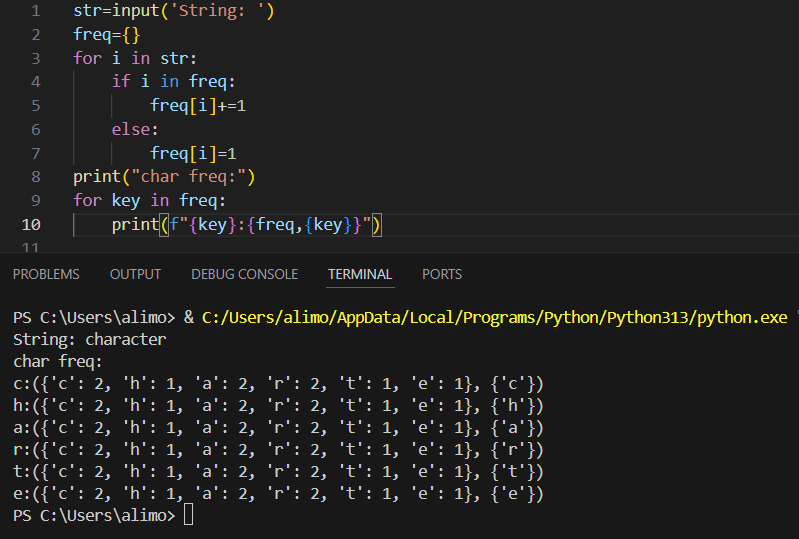 1 str=input('String: ')
2 freq={}
3 for i in str:
4     if i in freq:
5         freq[i]+=1
6     else:
7         freq[i]=1
8 print("char freq:")
9 for key in freq:
10     print(f"{key}:{freq,{key}}")
11
PROBLEMS OUTPUT DEBUG CONSOLE TERMINAL PORTS
PS C:\Users\alimo> & C:/Users/alimo/AppData/Local/Programs/Python/Python313/python.exe
String: character
char freq:
c:({'c': 2, 'h': 1, 'a': 2, 'r': 2, 't': 1, 'e': 1}, {'c'})
h:({'c': 2, 'h': 1, 'a': 2, 'r': 2, 't': 1, 'e': 1}, {'h'})
a:({'c': 2, 'h': 1, 'a': 2, 'r': 2, 't': 1, 'e': 1}, {'a'})
r:({'c': 2, 'h': 1, 'a': 2, 'r': 2, 't': 1, 'e': 1}, {'r'})
t:({'c': 2, 'h': 1, 'a': 2, 'r': 2, 't': 1, 'e': 1}, {'t'})
e:({'c': 2, 'h': 1, 'a': 2, 'r': 2, 't': 1, 'e': 1}, {'e'})
PS C:\Users\alimo>